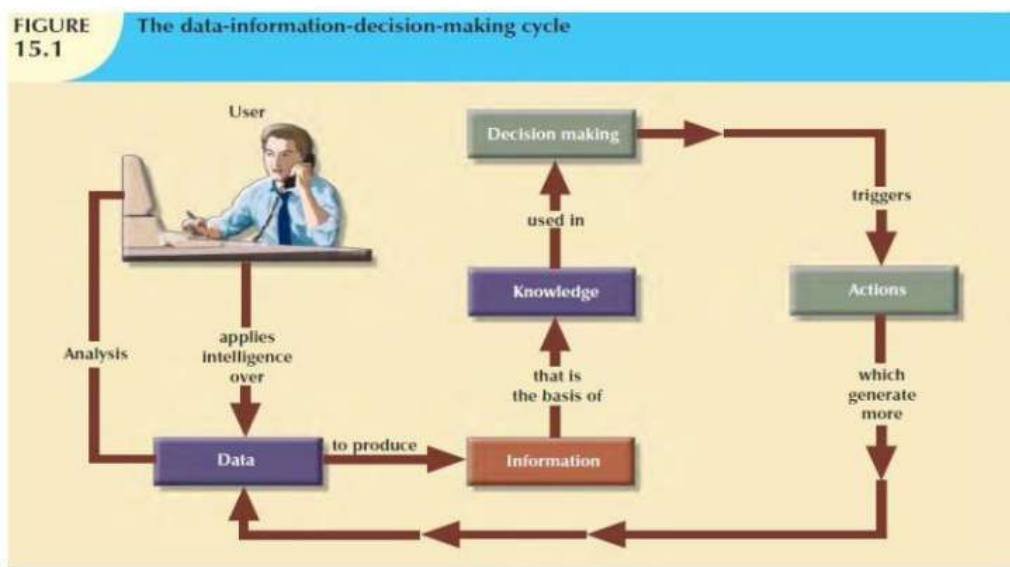 FIGURE
15.1
The data-information-decision-making cycle
User
Decision making
triggers
used in
Knowledge
Actions
Analysis
applies
intelligence
over
that is
the basis of
which
generate
more
Data
to produce
Information